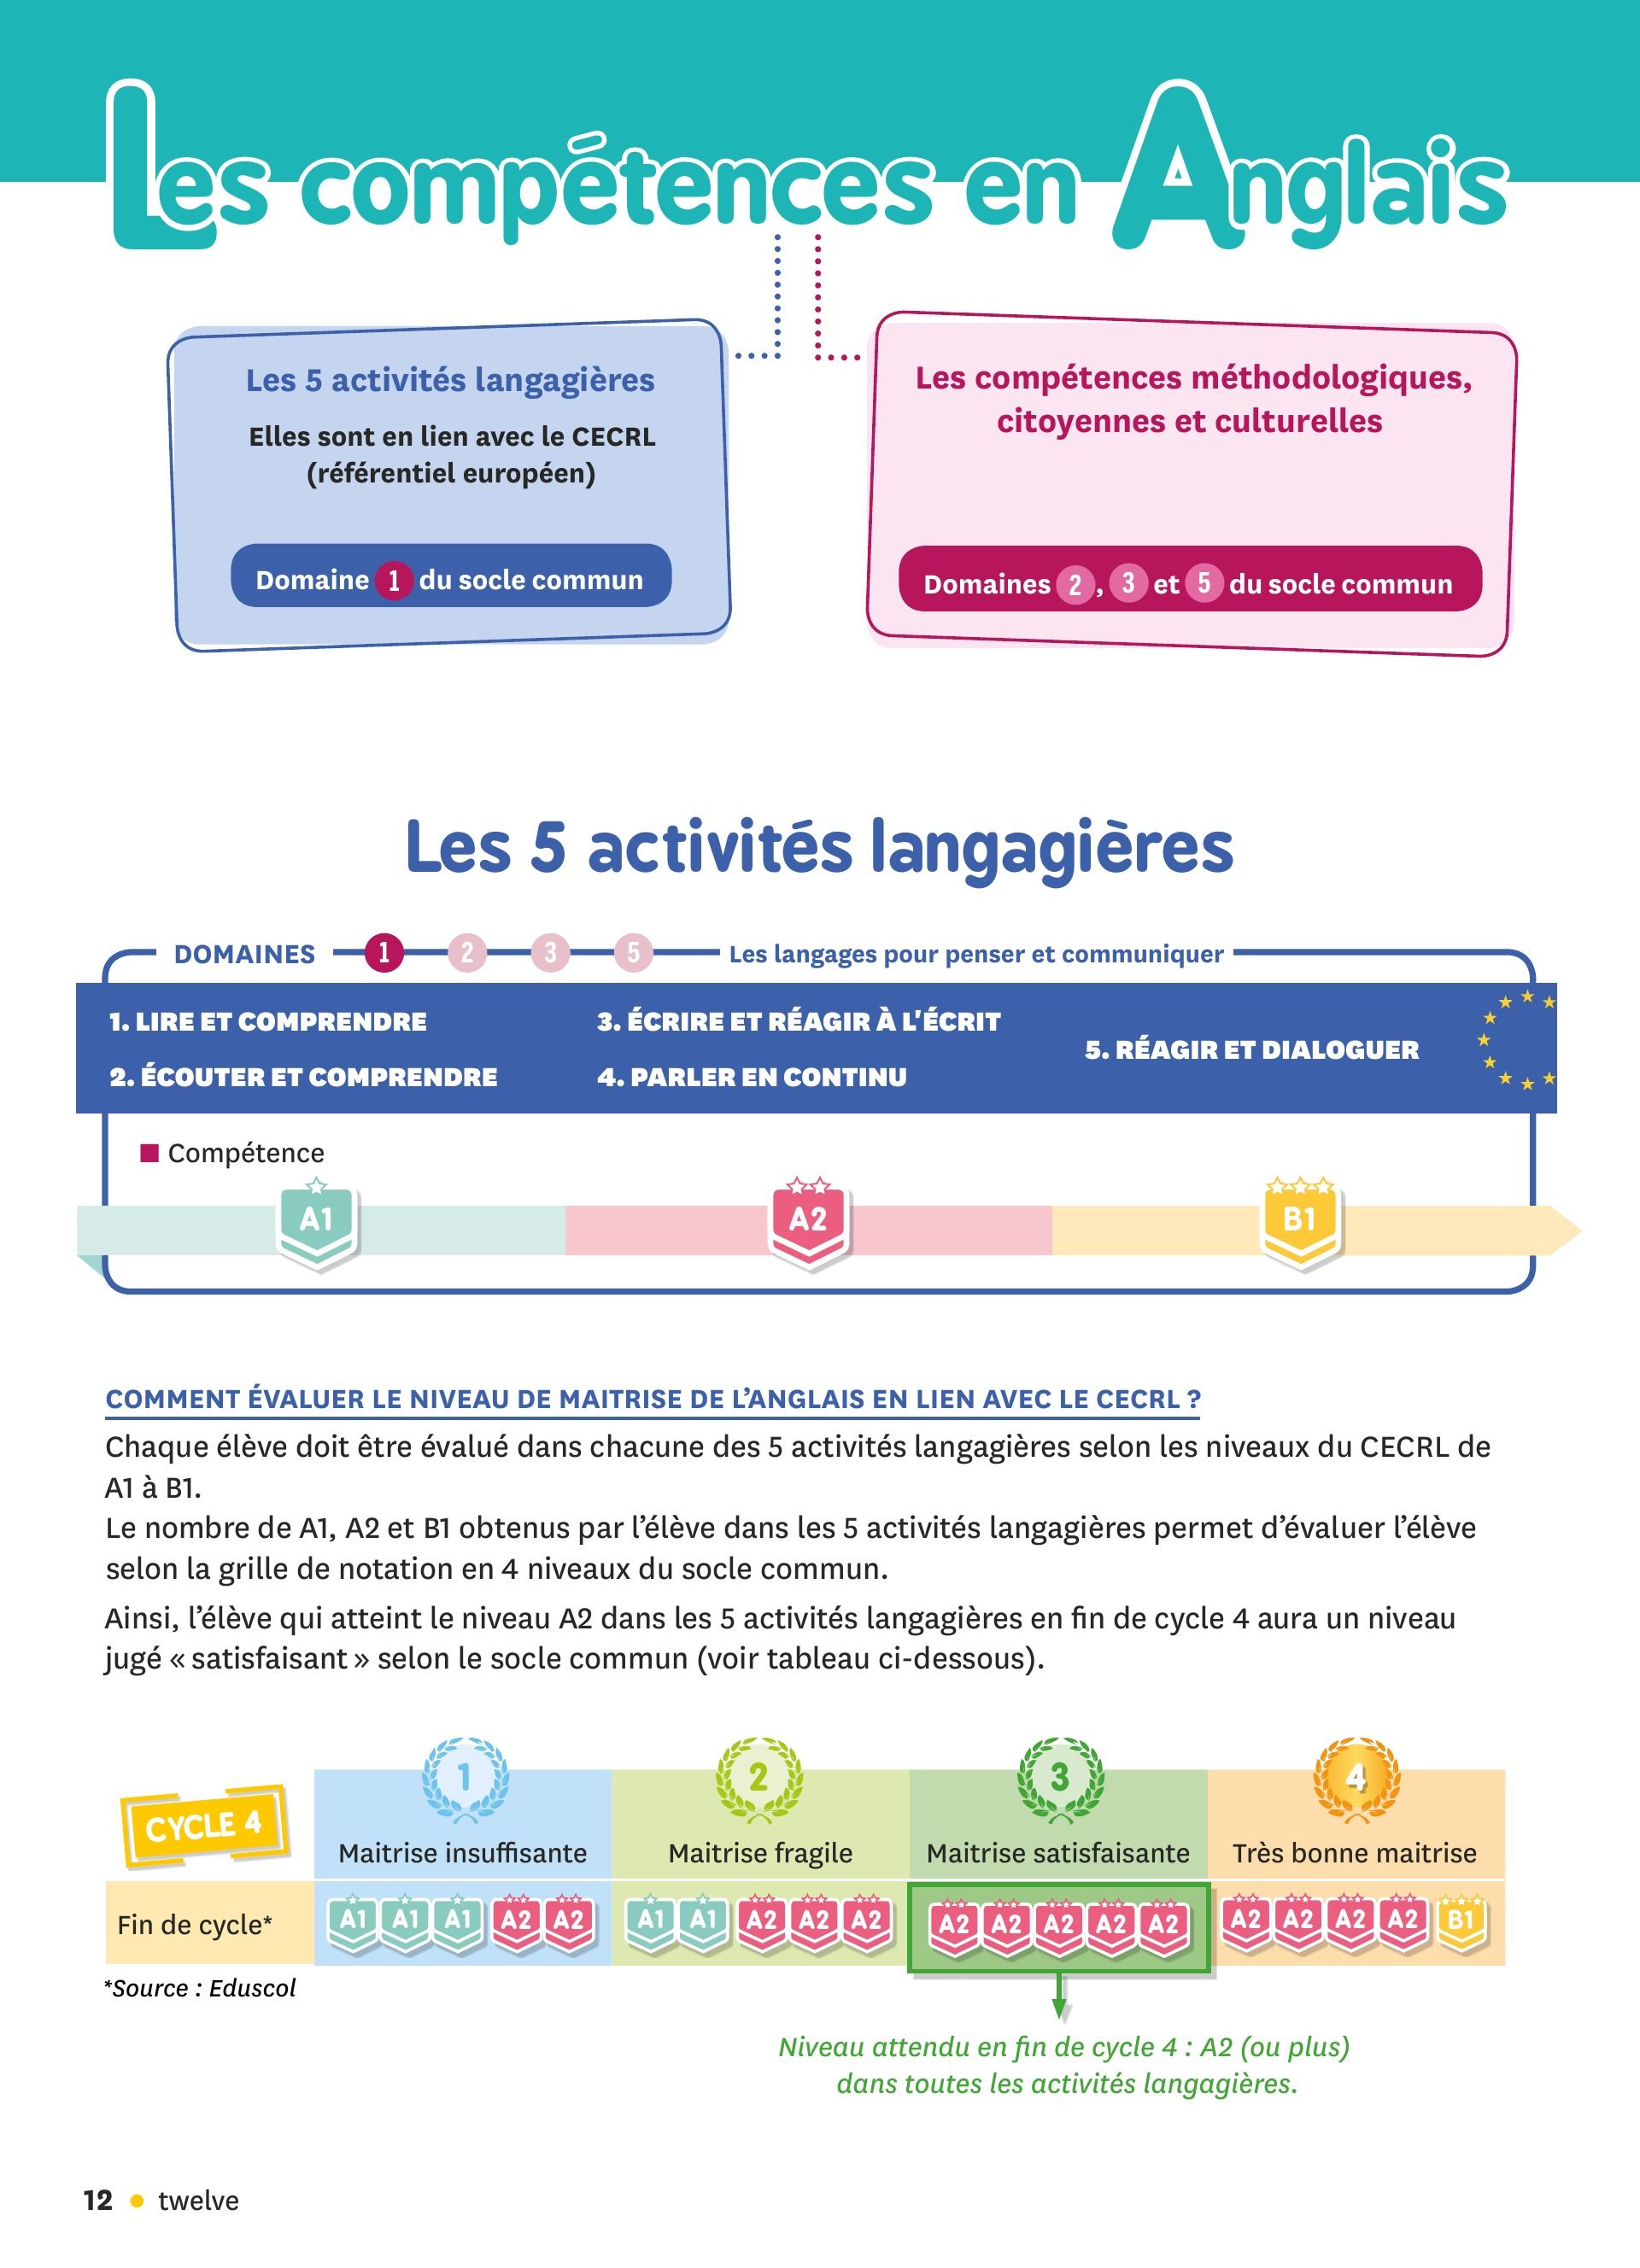 Les compétences en Anglais
Les 5 activités langagières
Elles sont en lien avec le CECRL
(référentiel européen)
Domaine 1 du socle commun
Les compétences méthodologiques,
citoyennes et culturelles
Domaines 2, 3 et 5 du socle commun
Les 5 activités langagières
DOMAINES 1 2 3 5 Les langages pour penser et communiquer
1. LIRE ET COMPRENDRE
2. ÉCOUTER ET COMPRENDRE
3. ÉCRIRE ET RÉAGIR À L'ÉCRIT
4. PARLER EN CONTINU
5. RÉAGIR ET DIALOGUER
Compétence
A1 A2 B1
COMMENT ÉVALUER LE NIVEAU DE MAITRISE DE L’ANGLAIS EN LIEN AVEC LE CECRL ?
Chaque élève doit être évalué dans chacune des 5 activités langagières selon les niveaux du CECRL de
A1 à B1.
Le nombre de A1, A2 et B1 obtenus par l’élève dans les 5 activités langagières permet d’évaluer l’élève
selon la grille de notation en 4 niveaux du socle commun.
Ainsi, l’élève qui atteint le niveau A2 dans les 5 activités langagières en fin de cycle 4 aura un niveau
jugé « satisfaisant » selon le socle commun (voir tableau ci-dessous).
CYCLE 4
1 2 3 4
Maitrise insuffisante Maitrise fragile Maitrise satisfaisante Très bonne maitrise
Fin de cycle* A1 A1 A1 A2 A2 A1 A1 A2 A2 A2 A2 A2 A2 A2 A2 A2 A2 A2 A2 B1
*Source : Eduscol
Niveau attendu en fin de cycle 4 : A2 (ou plus)
dans toutes les activités langagières.
12 • twelve